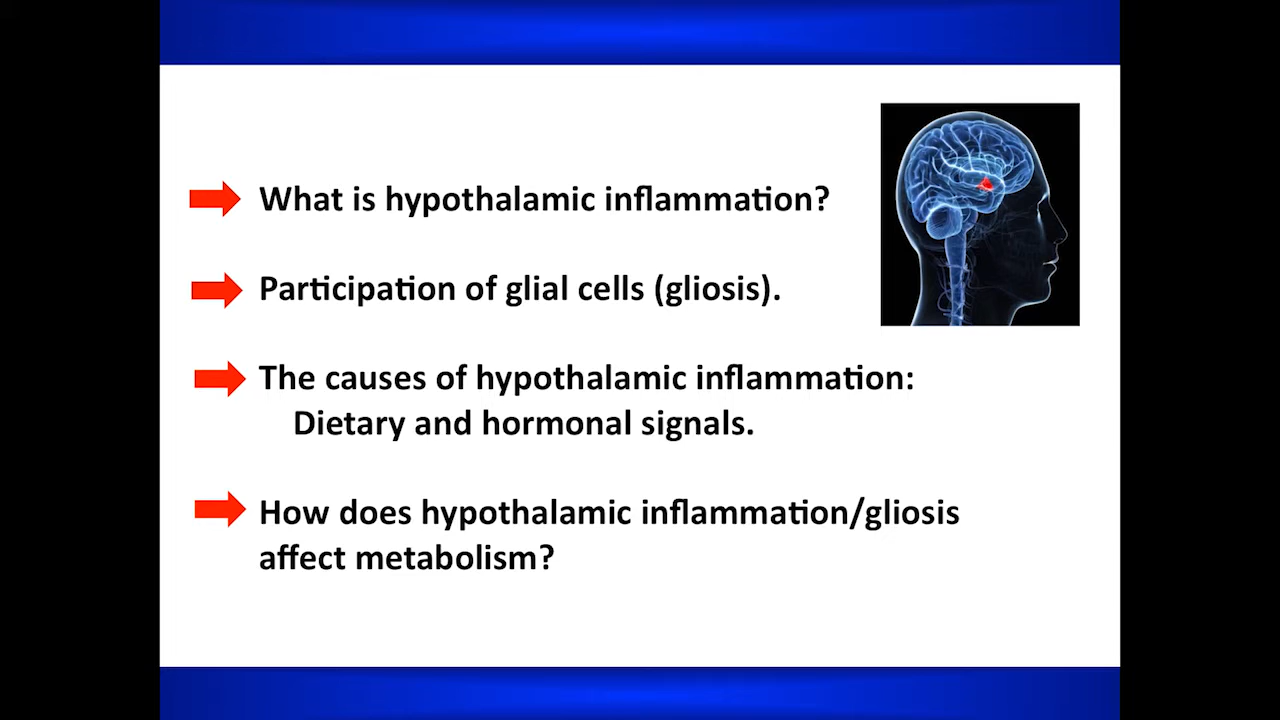 What is hypothalamic inflammation?
Participation of glial cells (gliosis).
The causes of hypothalamic inflammation:
Dietary and hormonal signals.
How does hypothalamic inflammation/gliosis
affect metabolism?